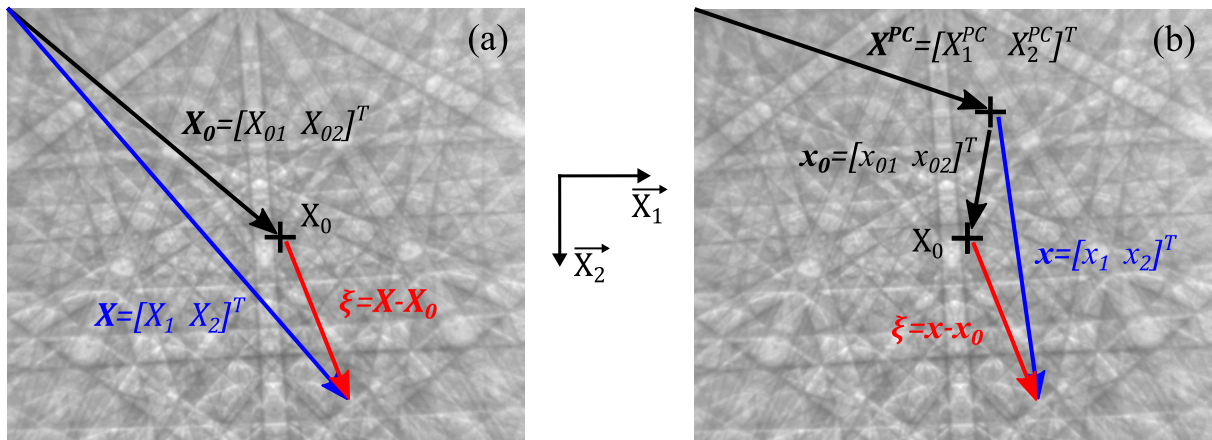 (a)
X₀=[X₀₁ X₀₂]ᵀ
X₀
X=[X₁ X₂]ᵀ
ξ=X-X₀
X₁
X₂
(b)
Xᴾᶜ=[X₁ᴾᶜ X₂ᴾᶜ]ᵀ
x₀=[x₀₁ x₀₂]ᵀ
X₀
x=[x₁ x₂]ᵀ
ξ=x-x₀